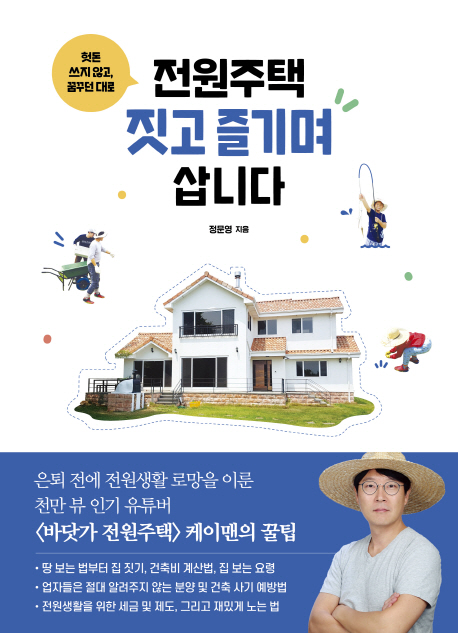 헛돈
쓰지 않고,
꿈꾸던 대로
전원주택
짓고 즐기며
삽니다
정문영 지음
은퇴 전에 전원생활 로망을 이룬
천만 뷰 인기 유튜버
〈바닷가 전원주택〉 케이맨의 꿀팁
• 땅 보는 법부터 집 짓기, 건축비 계산법, 집 보는 요령
• 업자들은 절대 알려주지 않는 분양 및 건축 사기 예방법
• 전원생활을 위한 세금 및 제도, 그리고 재밌게 노는 법